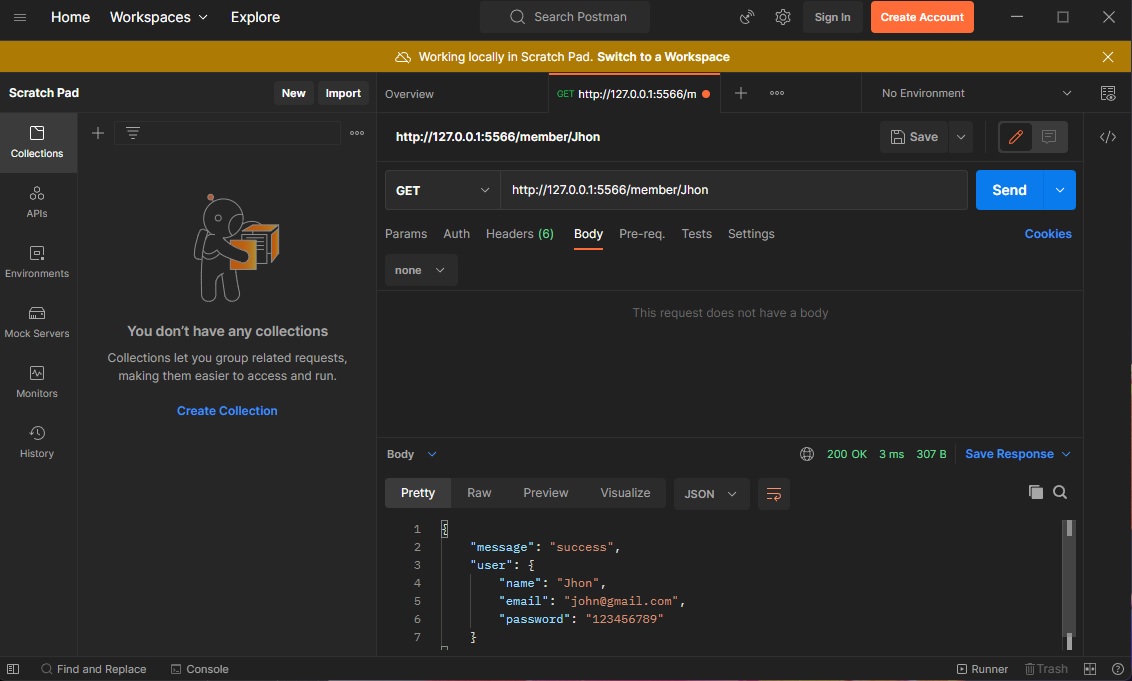 Home Workspaces Explore Search Postman Sign In Create Account
Working locally in Scratch Pad. Switch to a Workspace
Scratch Pad New Import Overview GET http://127.0.0.1:5566/m No Environment
Collections
APIs
Environments
Mock Servers
Monitors
History
You don't have any collections
Collections let you group related requests,
making them easier to access and run.
Create Collection
http://127.0.0.1:5566/member/Jhon Save
GET http://127.0.0.1:5566/member/Jhon Send
Params Auth Headers (6) Body Pre-req. Tests Settings Cookies
none
This request does not have a body
Body 200 OK 3 ms 307 B Save Response
Pretty Raw Preview Visualize JSON
1 {
2 "message": "success",
3 "user": {
4 "name": "Jhon",
5 "email": "john@gmail.com",
6 "password": "123456789"
7 }
Find and Replace Console Runner Trash